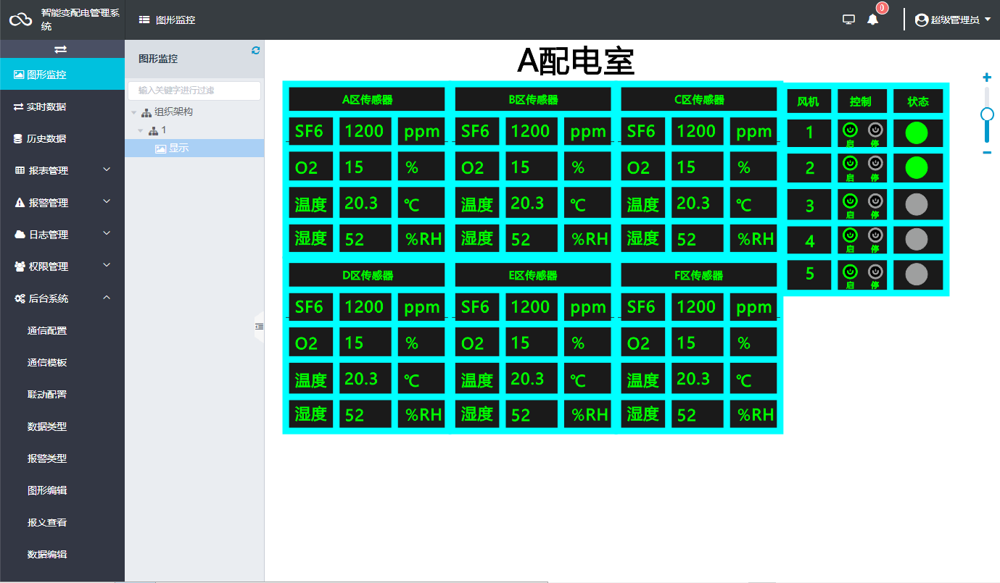 智能变配电管理系
统
图形监控
0
超级管理员
图形监控
实时数据
历史数据
报表管理
报警管理
日志管理
权限管理
后台系统
通信配置
通信模板
联动配置
数据类型
报警类型
图形编辑
报文查看
数据编辑
图形监控
输入关键字进行过滤
组织架构
1
显示
A配电室
A区传感器 B区传感器 C区传感器
SF6 1200 ppm SF6 1200 ppm SF6 1200 ppm
O2 15 % O2 15 % O2 15 %
温度 20.3 ℃ 温度 20.3 ℃ 温度 20.3 ℃
湿度 52 %RH 湿度 52 %RH 湿度 52 %RH
D区传感器 E区传感器 F区传感器
SF6 1200 ppm SF6 1200 ppm SF6 1200 ppm
O2 15 % O2 15 % O2 15 %
温度 20.3 ℃ 温度 20.3 ℃ 温度 20.3 ℃
湿度 52 %RH 湿度 52 %RH 湿度 52 %RH
风机 控制 状态
1 启 停
2 启 停
3 启 停
4 启 停
5 启 停